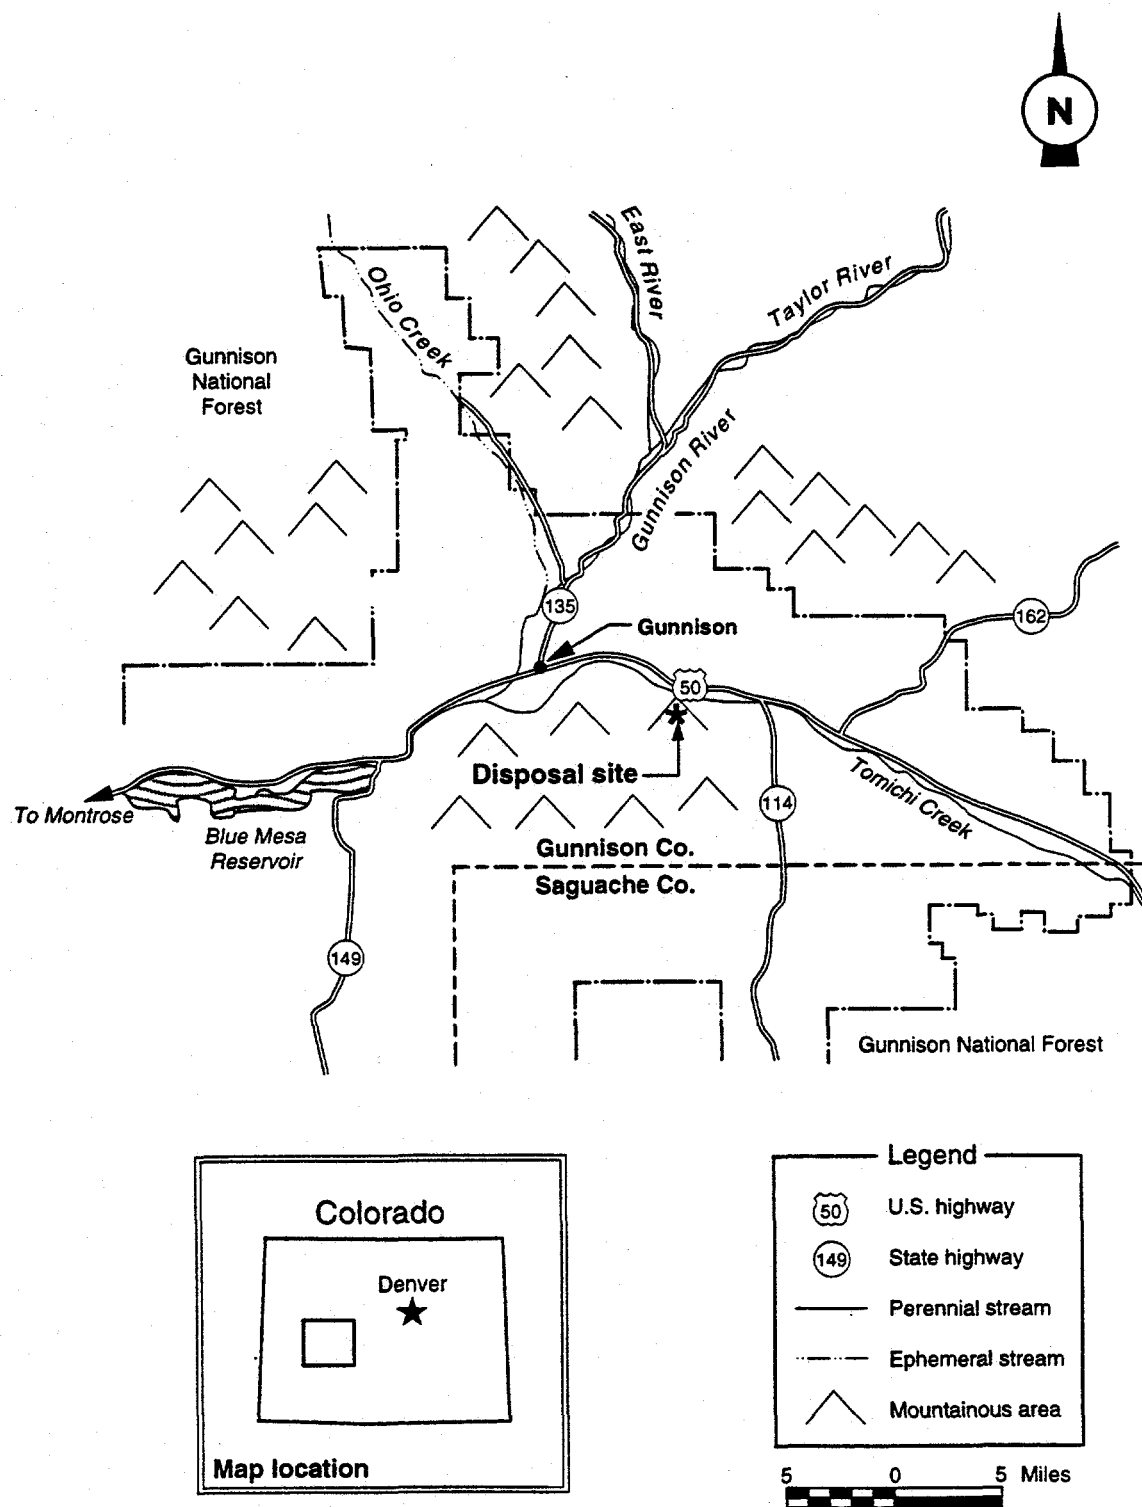 N
East River
Taylor River
Ohio Creek
Gunnison
National
Forest
Gunnison River
135
162
Gunnison
50
Disposal site
To Montrose
Blue Mesa
Reservoir
114
Tomichi Creek
Gunnison Co.
Saguache Co.
149
Gunnison National Forest
Colorado
Denver
Map location
Legend
50 U.S. highway
149 State highway
Perennial stream
Ephemeral stream
Mountainous area
5 0 5 Miles